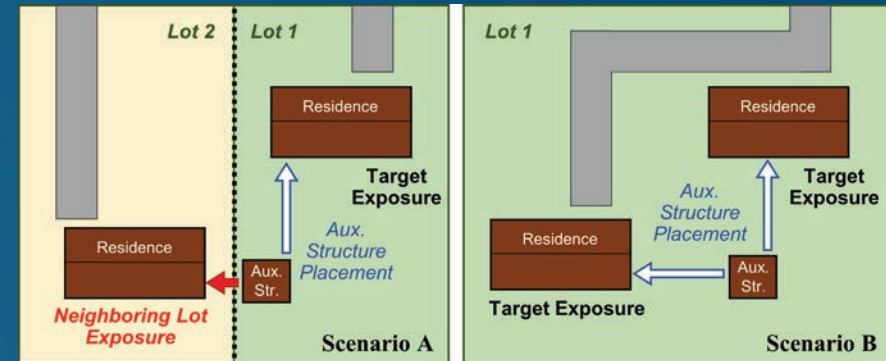 Lot 2
Lot 1
Residence
Target
Exposure
Aux.
Structure
Placement
Residence
Aux.
Str.
Neighboring Lot
Exposure
Scenario A
Lot 1
Residence
Target
Exposure
Aux.
Structure
Placement
Residence
Aux.
Str.
Target Exposure
Scenario B